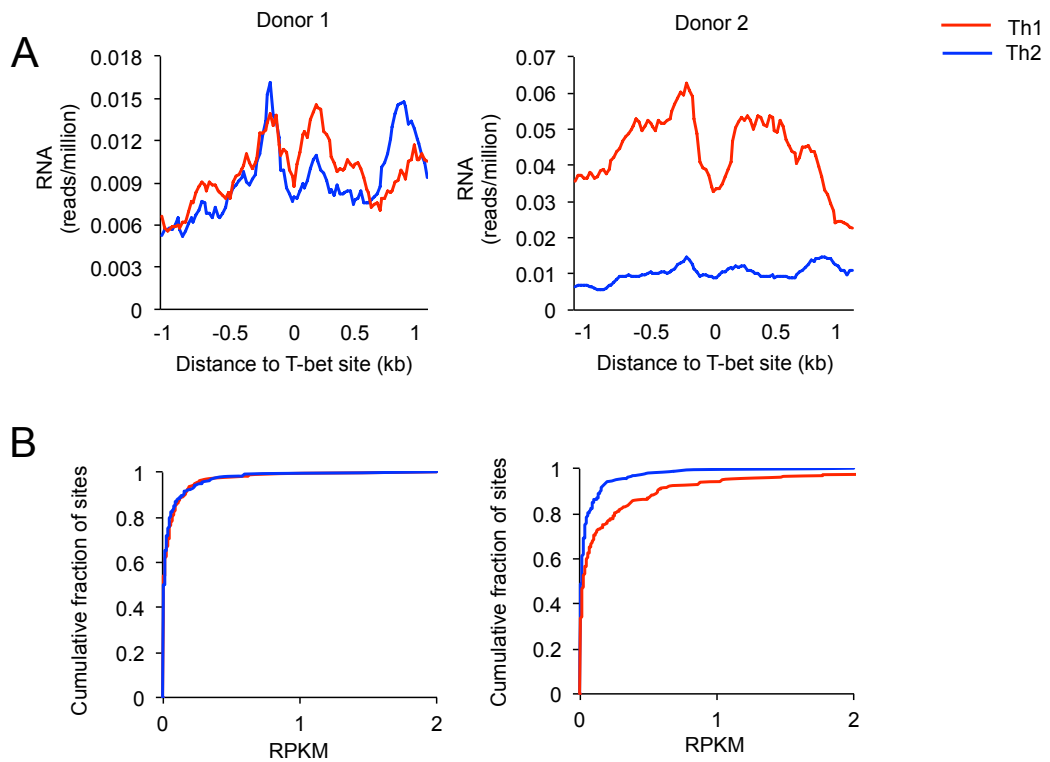 A
Donor 1
Donor 2
Th1
Th2
RNA
(reads/million)
0.018
0.015
0.012
0.009
0.006
0.003
0
-1
-0.5
0
0.5
1
Distance to T-bet site (kb)
RNA
(reads/million)
0.07
0.06
0.05
0.04
0.03
0.02
0.01
0
-1
-0.5
0
0.5
1
Distance to T-bet site (kb)
B
Cumulative fraction of sites
1
0.8
0.6
0.4
0.2
0
0
1
2
RPKM
Cumulative fraction of sites
1
0.8
0.6
0.4
0.2
0
0
1
2
RPKM